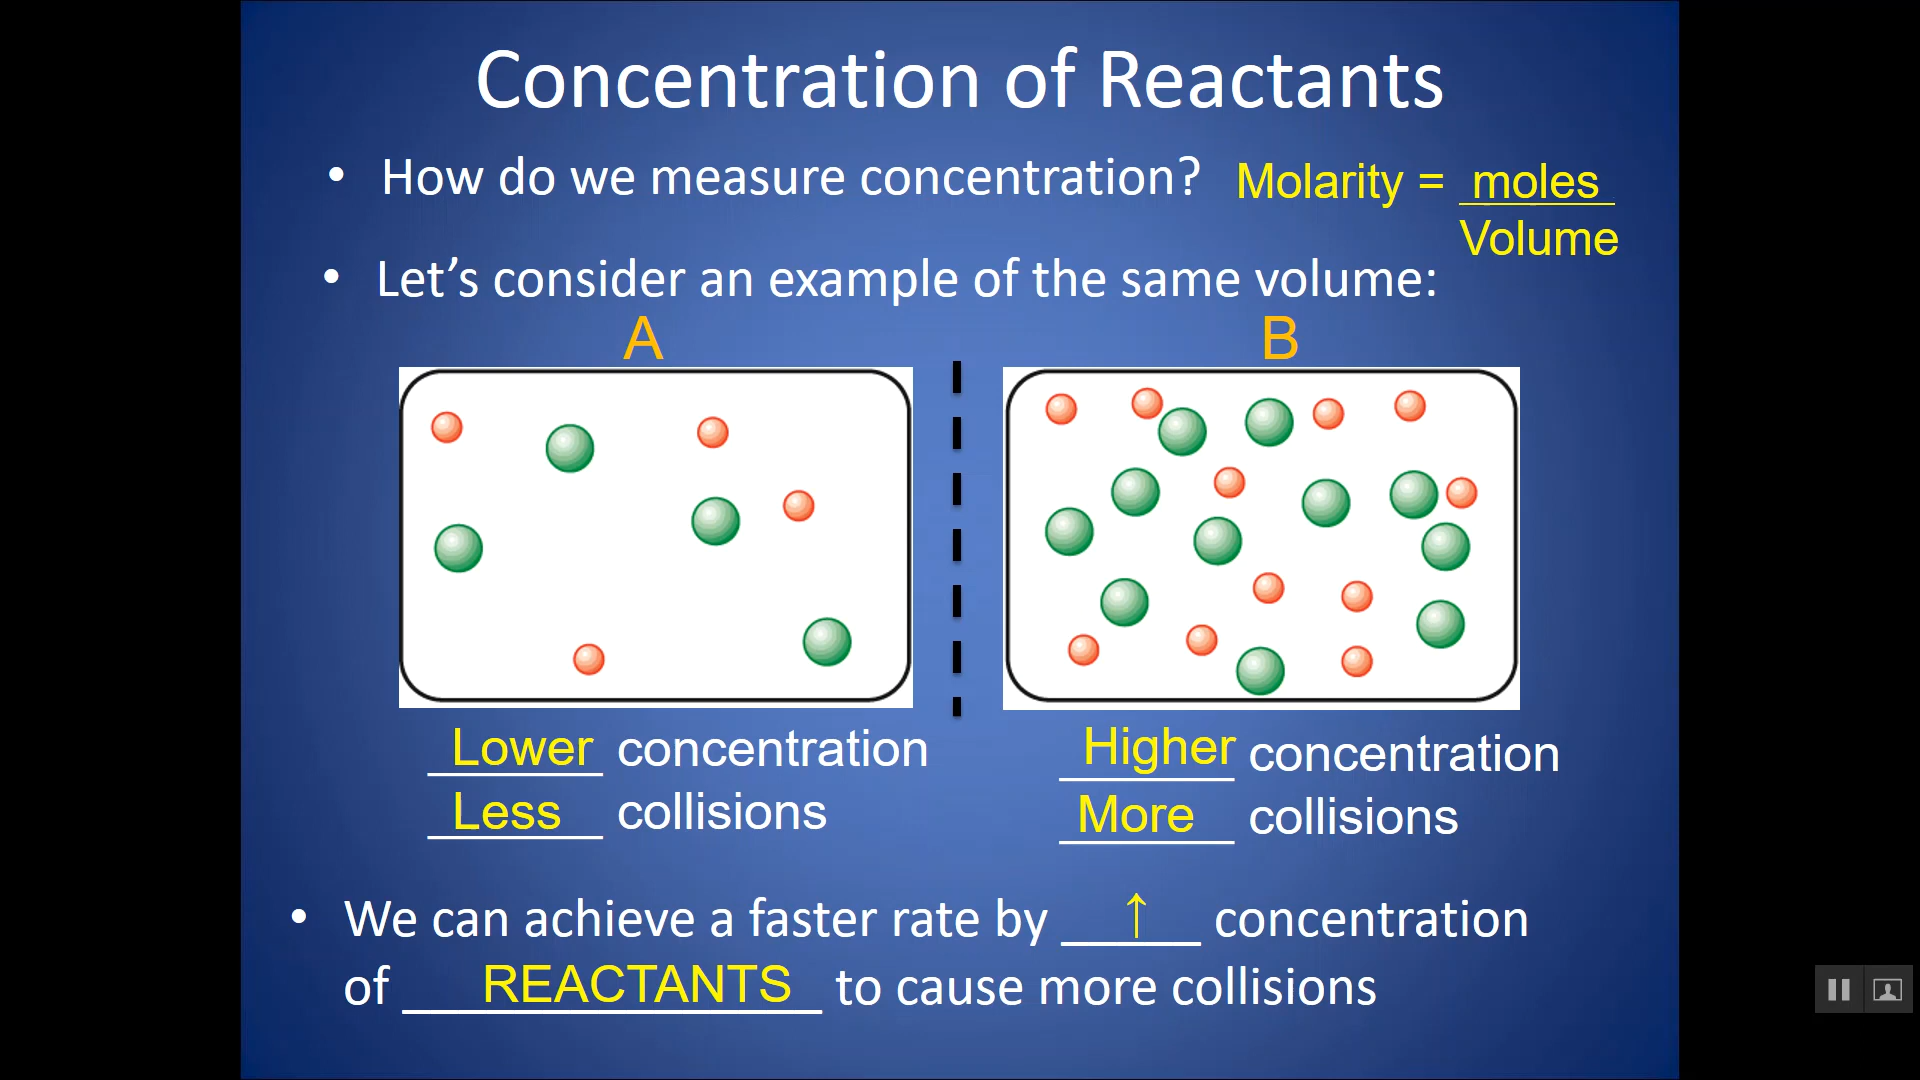 Concentration of Reactants
• How do we measure concentration? Molarity = moles
Volume
• Let’s consider an example of the same volume:
A B
Lower concentration
Less collisions
Higher concentration
More collisions
• We can achieve a faster rate by ↑ concentration
of REACTANTS to cause more collisions